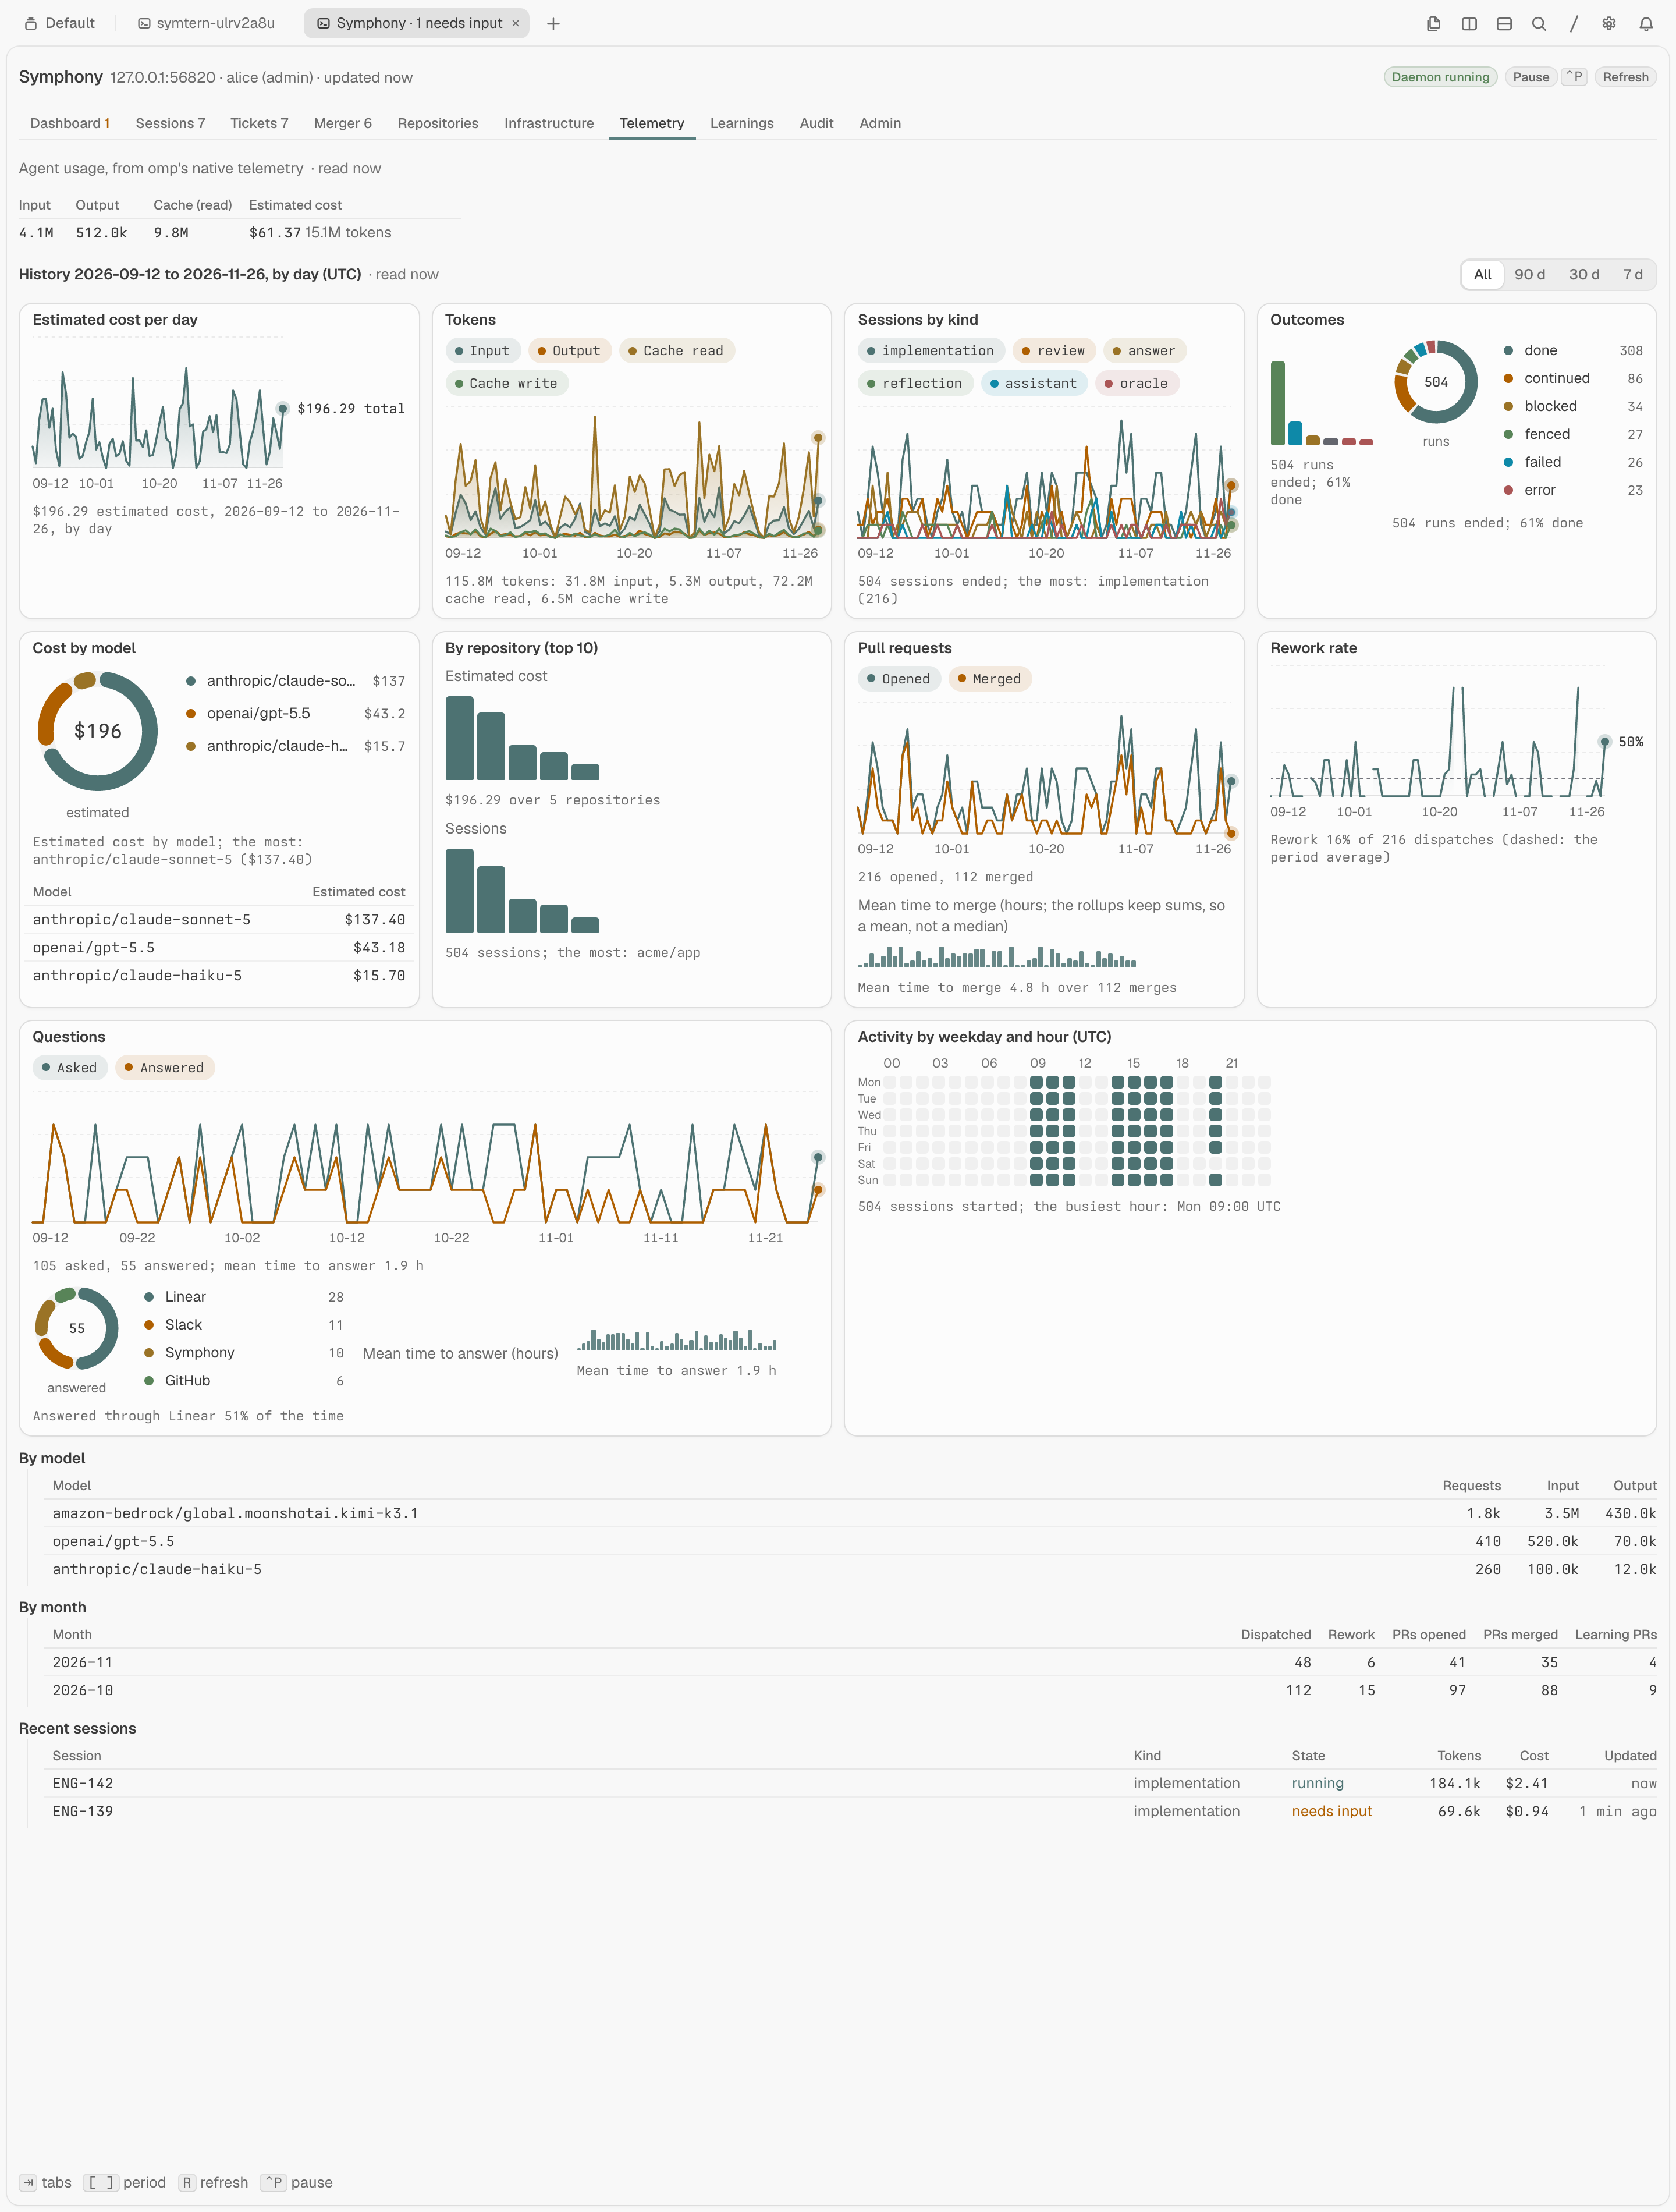 Default
symtern-ulrv2a8u
Symphony · 1 needs input ×
Symphony 127.0.0.1:56820 · alice (admin) · updated now
Daemon running Pause ^P Refresh
Dashboard 1 Sessions 7 Tickets 7 Merger 6 Repositories Infrastructure Telemetry Learnings Audit Admin
Agent usage, from omp's native telemetry · read now
Input Output Cache (read) Estimated cost
4.1M 512.0k 9.8M $61.37 15.1M tokens
History 2026-09-12 to 2026-11-26, by day (UTC) · read now
All 90 d 30 d 7 d
Estimated cost per day
$196.29 total
09-12 10-01 10-20 11-07 11-26
$196.29 estimated cost, 2026-09-12 to 2026-11-
26, by day
Tokens
Input Output Cache read
Cache write
09-12 10-01 10-20 11-07 11-26
115.8M tokens: 31.8M input, 5.3M output, 72.2M
cache read, 6.5M cache write
Sessions by kind
implementation review answer
reflection assistant oracle
09-12 10-01 10-20 11-07 11-26
504 sessions ended; the most: implementation
(216)
Outcomes
504 runs
ended; 61%
done
504
runs
done 308
continued 86
blocked 34
fenced 27
failed 26
error 23
504 runs ended; 61% done
Cost by model
$196
estimated
anthropic/claude-so... $137
openai/gpt-5.5 $43.2
anthropic/claude-h... $15.7
Estimated cost by model; the most:
anthropic/claude-sonnet-5 ($137.40)
Model Estimated cost
anthropic/claude-sonnet-5 $137.40
openai/gpt-5.5 $43.18
anthropic/claude-haiku-5 $15.70
By repository (top 10)
Estimated cost
$196.29 over 5 repositories
Sessions
504 sessions; the most: acme/app
Pull requests
Opened Merged
09-12 10-01 10-20 11-07 11-26
216 opened, 112 merged
Mean time to merge (hours; the rollups keep sums, so
a mean, not a median)
Mean time to merge 4.8 h over 112 merges
Rework rate
50%
09-12 10-01 10-20 11-07 11-26
Rework 16% of 216 dispatches (dashed: the
period average)
Questions
Asked Answered
09-12 09-22 10-02 10-12 10-22 11-01 11-11 11-21
105 asked, 55 answered; mean time to answer 1.9 h
55
answered
Linear 28
Slack 11
Symphony 10
GitHub 6
Answered through Linear 51% of the time
Mean time to answer (hours)
Mean time to answer 1.9 h
Activity by weekday and hour (UTC)
00 03 06 09 12 15 18 21
Mon
Tue
Wed
Thu
Fri
Sat
Sun
504 sessions started; the busiest hour: Mon 09:00 UTC
By model
Model Requests Input Output
amazon-bedrock/global.moonshotai.kimi-k3.1 1.8k 3.5M 430.0k
openai/gpt-5.5 410 520.0k 70.0k
anthropic/claude-haiku-5 260 100.0k 12.0k
By month
Month Dispatched Rework PRs opened PRs merged Learning PRs
2026-11 48 6 41 35 4
2026-10 112 15 97 88 9
Recent sessions
Session Kind State Tokens Cost Updated
ENG-142 implementation running 184.1k $2.41 now
ENG-139 implementation needs input 69.6k $0.94 1 min ago
⇥ tabs [ ] period R refresh ^P pause